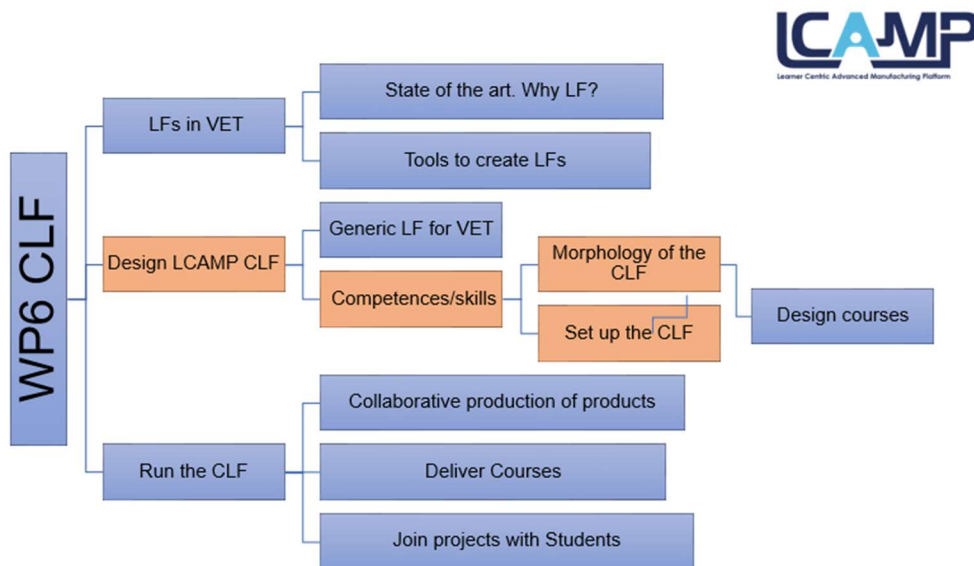 LCAMP
Learner Centric Advanced Manufacturing Platform
WP6 CLF
LFs in VET
State of the art. Why LF?
Tools to create LFs
Design LCAMP CLF
Generic LF for VET
Competences/skills
Morphology of the
CLF
Set up the CLF
Design courses
Run the CLF
Collaborative production of products
Deliver Courses
Join projects with Students